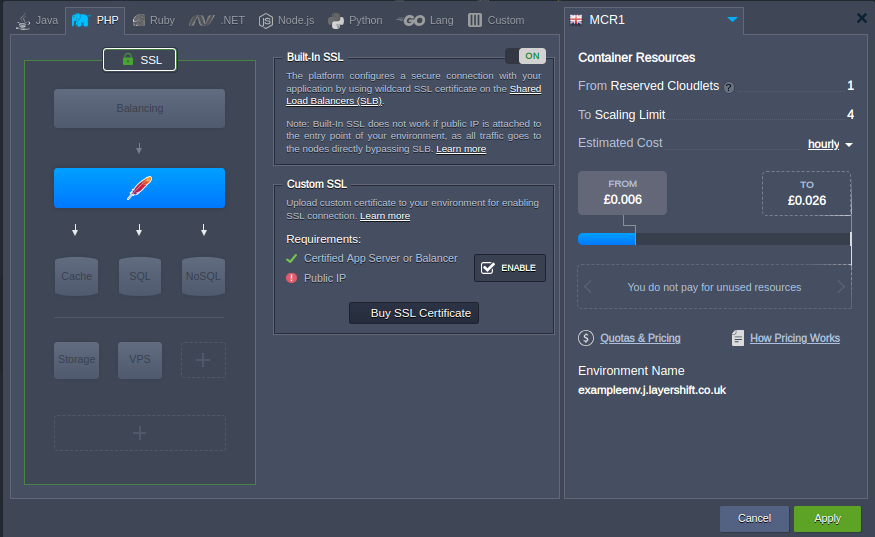 Java PHP Ruby .NET Node.js Python GO Lang Custom
SSL
Balancing
Cache SQL NoSQL
Storage VPS
Built-In SSL ON
The platform configures a secure connection with your
application by using wildcard SSL certificate on the Shared
Load Balancers (SLB).
Note: Built-In SSL does not work if public IP is attached to
the entry point of your environment, as all traffic goes to
the nodes directly bypassing SLB. Learn more
Custom SSL
Upload custom certificate to your environment for enabling
SSL connection. Learn more
Requirements:
Certified App Server or Balancer
Public IP
ENABLE
Buy SSL Certificate
MCR1
Container Resources
From Reserved Cloudlets ? 1
To Scaling Limit 4
Estimated Cost hourly
FROM TO
£0.006 £0.026
You do not pay for unused resources
$ Quotas & Pricing How Pricing Works
Environment Name
exampleenv.j.layershift.co.uk
Cancel Apply